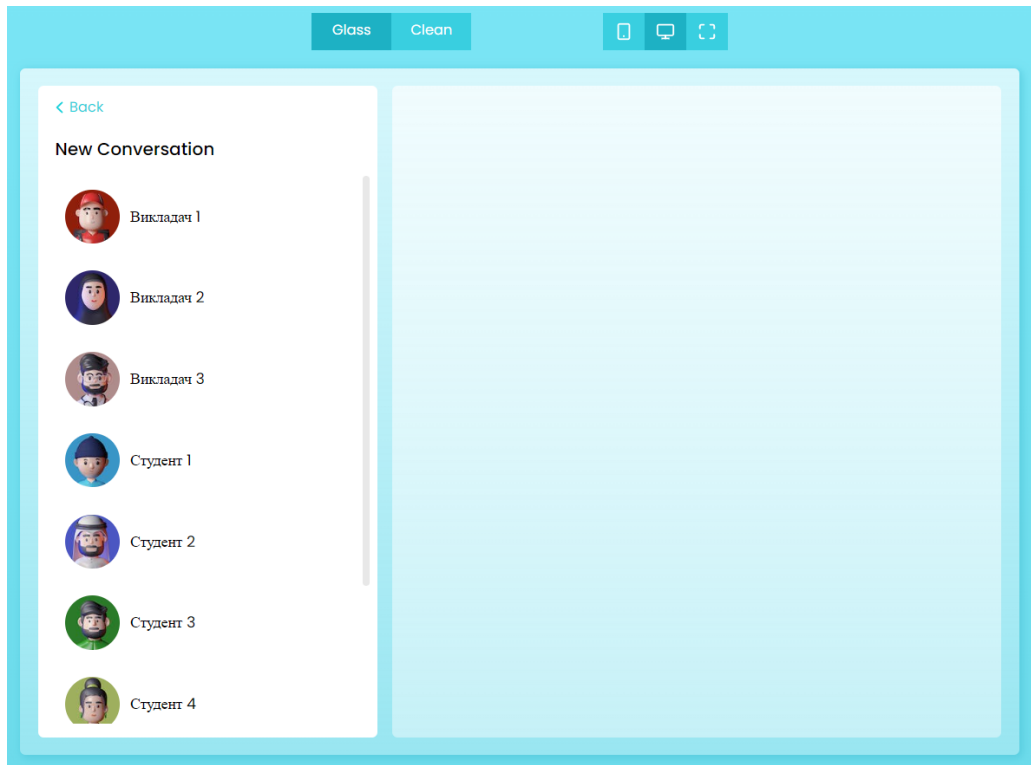 Glass
Clean
Back
New Conversation
Викладач 1
Викладач 2
Викладач 3
Студент 1
Студент 2
Студент 3
Студент 4